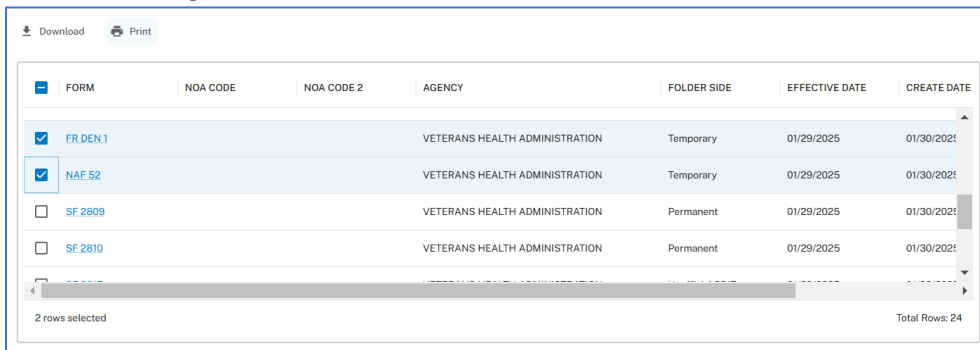 Download Print
FORM NOA CODE NOA CODE 2 AGENCY FOLDER SIDE EFFECTIVE DATE CREATE DATE
FR DEN 1 VETERANS HEALTH ADMINISTRATION Temporary 01/29/2025 01/30/2025
NAF 52 VETERANS HEALTH ADMINISTRATION Temporary 01/29/2025 01/30/2025
SF 2809 VETERANS HEALTH ADMINISTRATION Permanent 01/29/2025 01/30/2025
SF 2810 VETERANS HEALTH ADMINISTRATION Permanent 01/29/2025 01/30/2025
2 rows selected Total Rows: 24